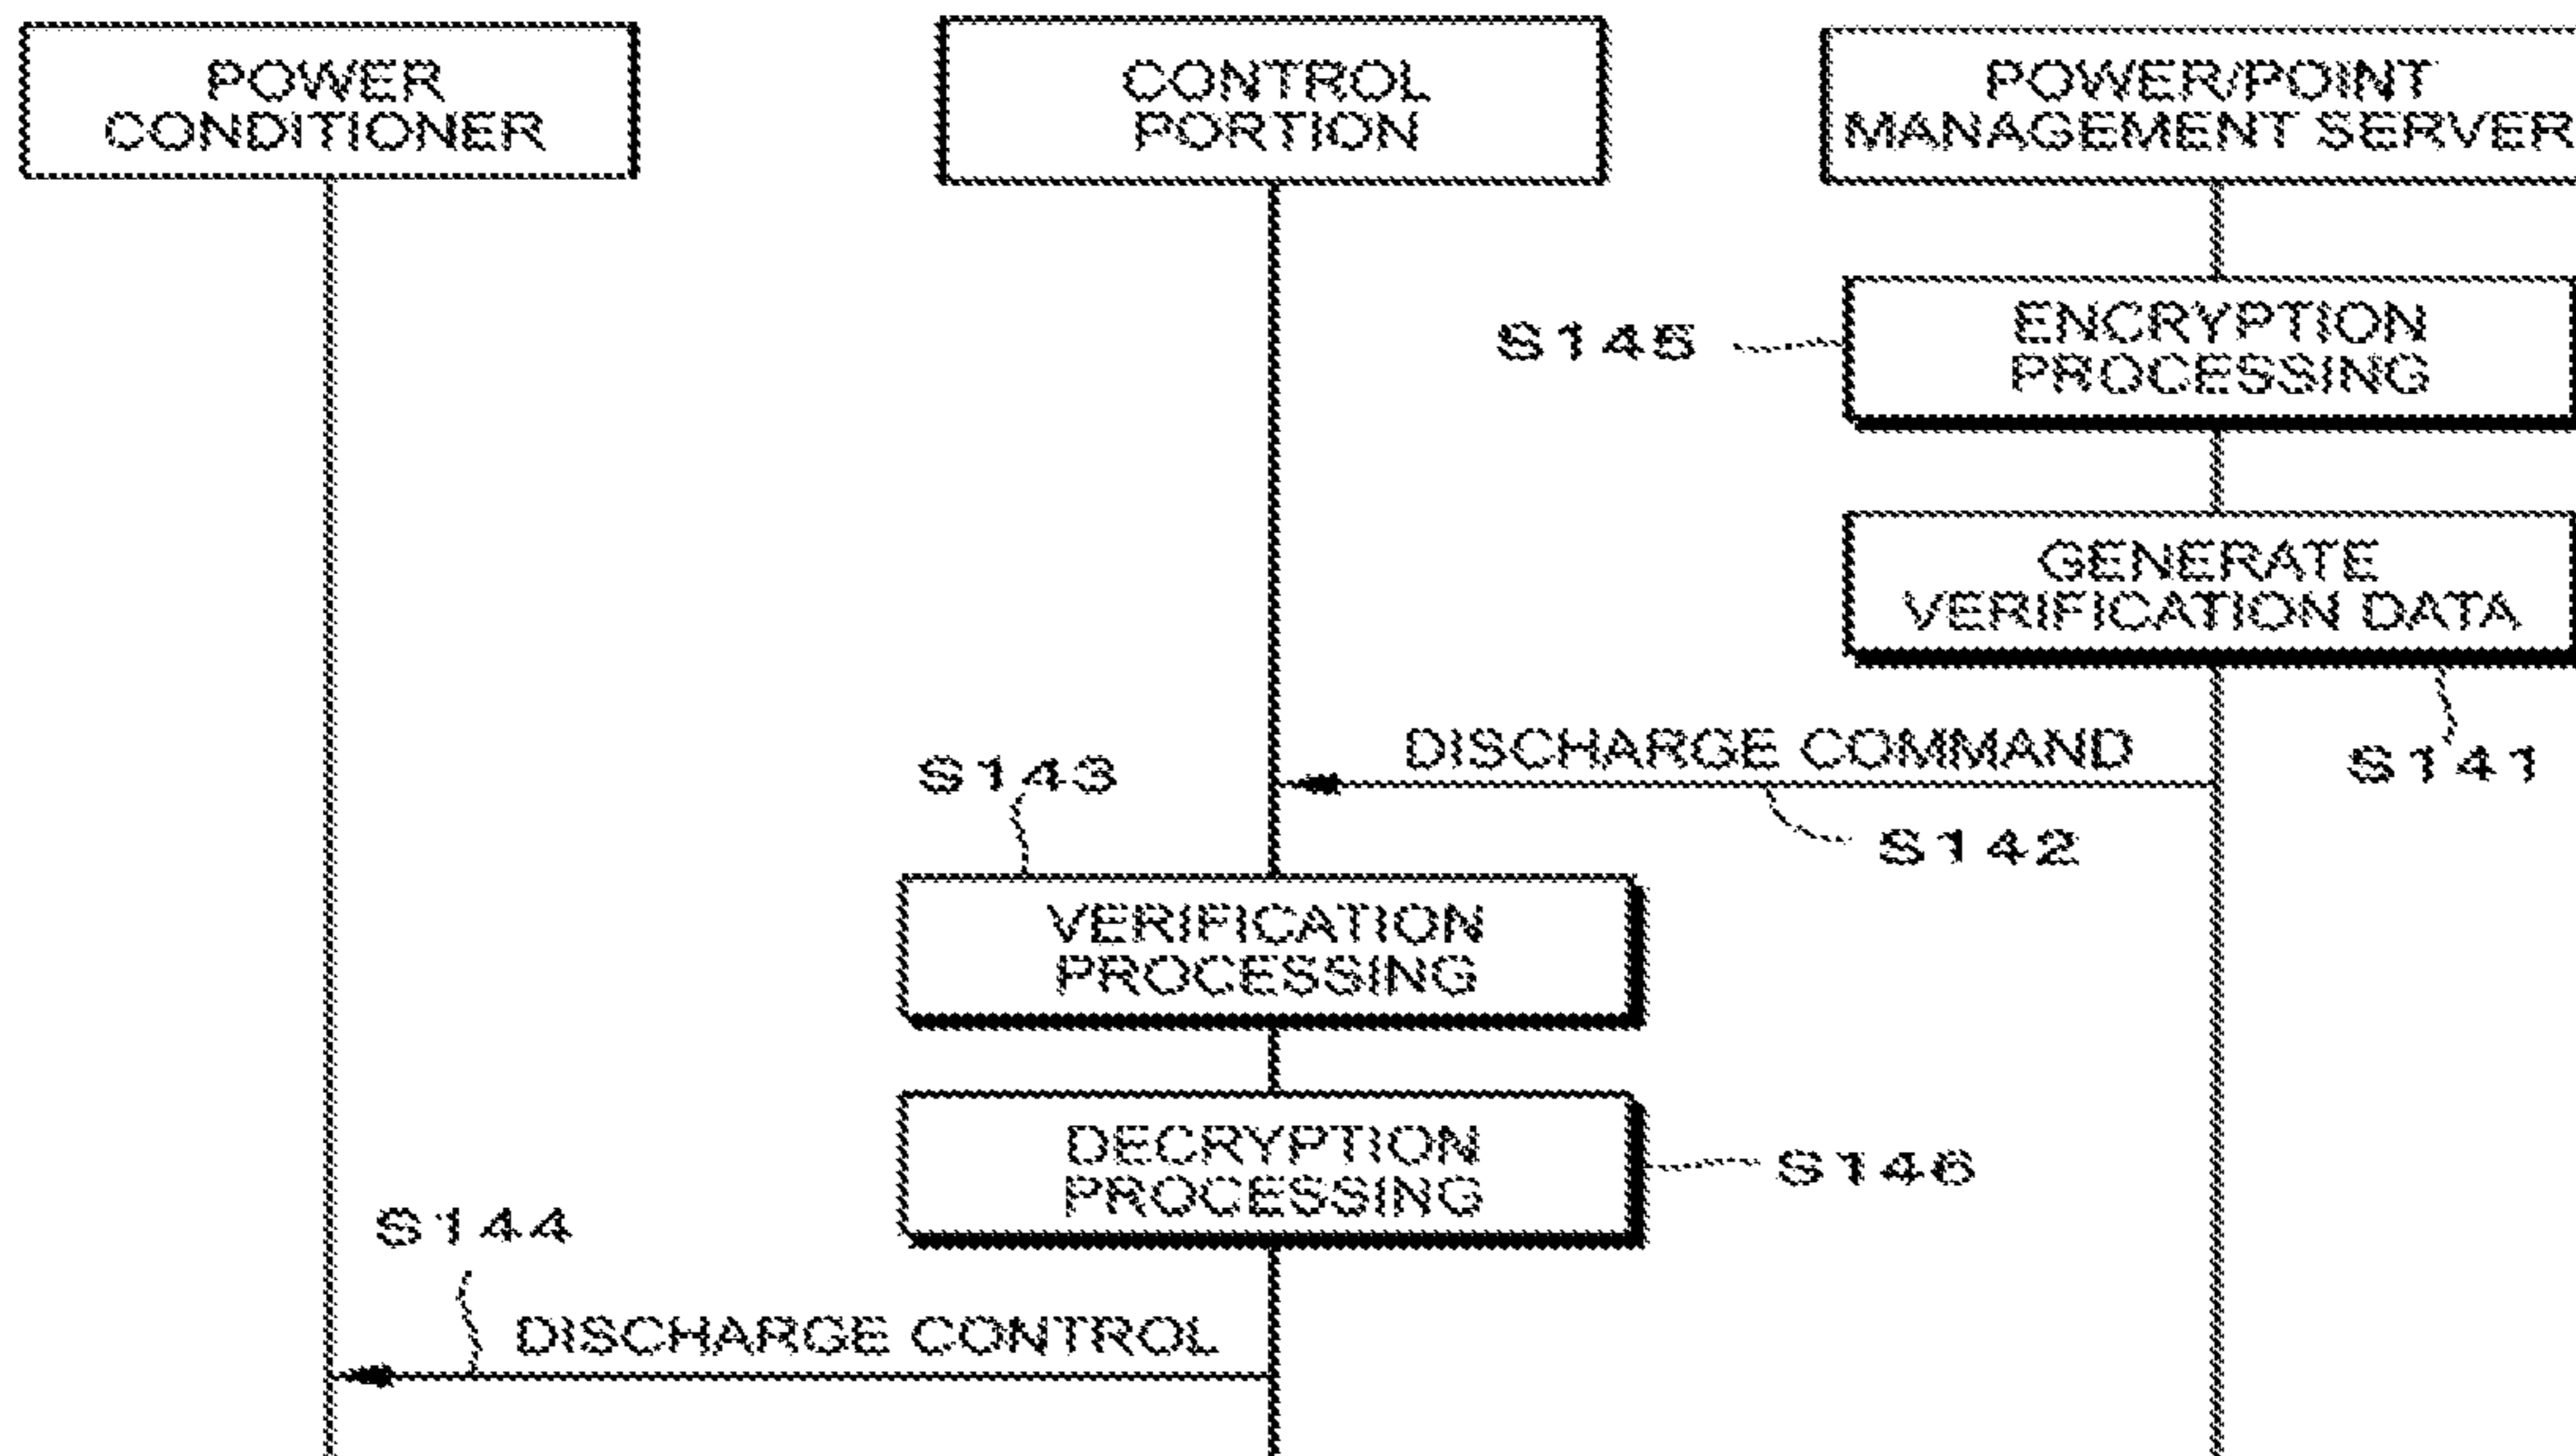 POWER
CONDITIONER
CONTROL
PORTION
POWER/POINT
MANAGEMENT SERVER
S145
ENCRYPTION
PROCESSING
GENERATE
VERIFICATION DATA
S141
DISCHARGE COMMAND
S142
S143
VERIFICATION
PROCESSING
DECRYPTION
PROCESSING
S146
S144
DISCHARGE CONTROL